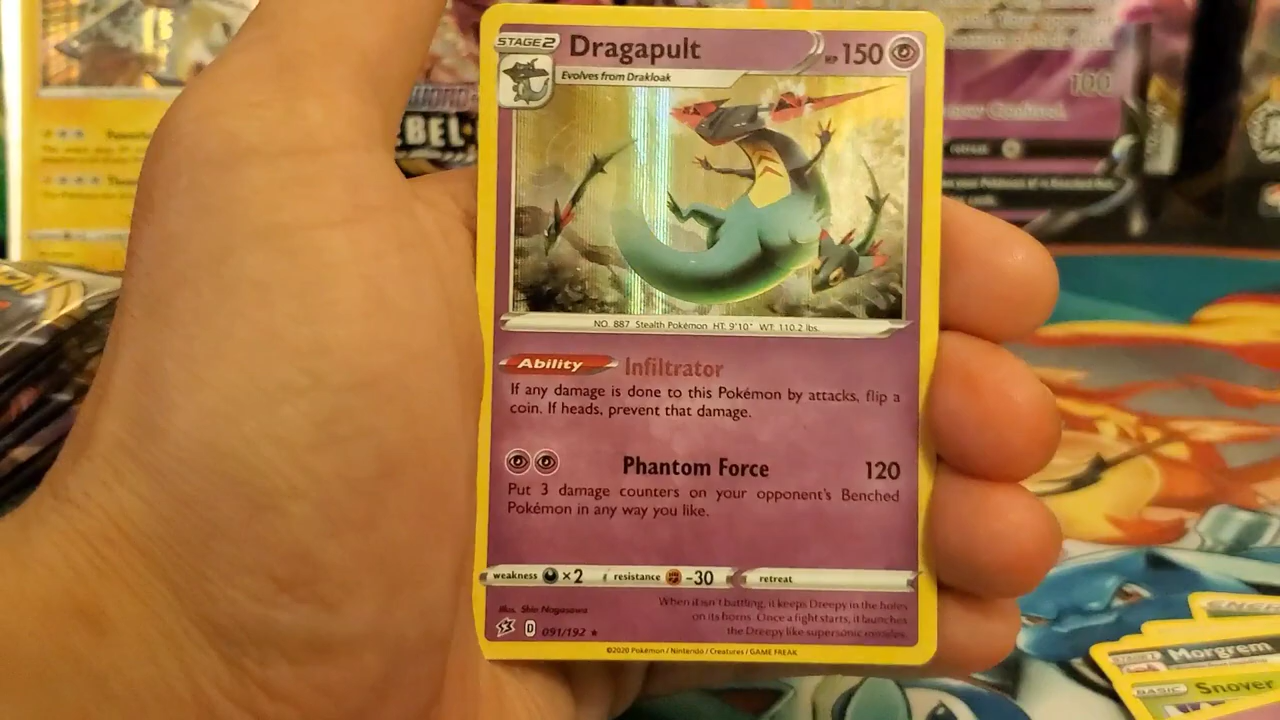 STAGE 2
Dragapult
HP 150
Evolves from Drakloak
NO. 887 Stealth Pokémon HT: 9'10" WT: 110.2 lbs.
Ability Infiltrator
If any damage is done to this Pokémon by attacks, flip a
coin. If heads, prevent that damage.
Phantom Force 120
Put 3 damage counters on your opponent's Benched
Pokémon in any way you like.
weakness ×2 resistance -30 retreat
Illus. Shin Nagasawa
When it isn't battling, it keeps Dreepy in the holes
on its horns. Once a fight starts, it launches
the Dreepy like supersonic missiles.
D 091/192
©2020 Pokémon / Nintendo / Creatures / GAME FREAK
EBEL
100
STAGE 1
Morgrem
BASIC
Snover